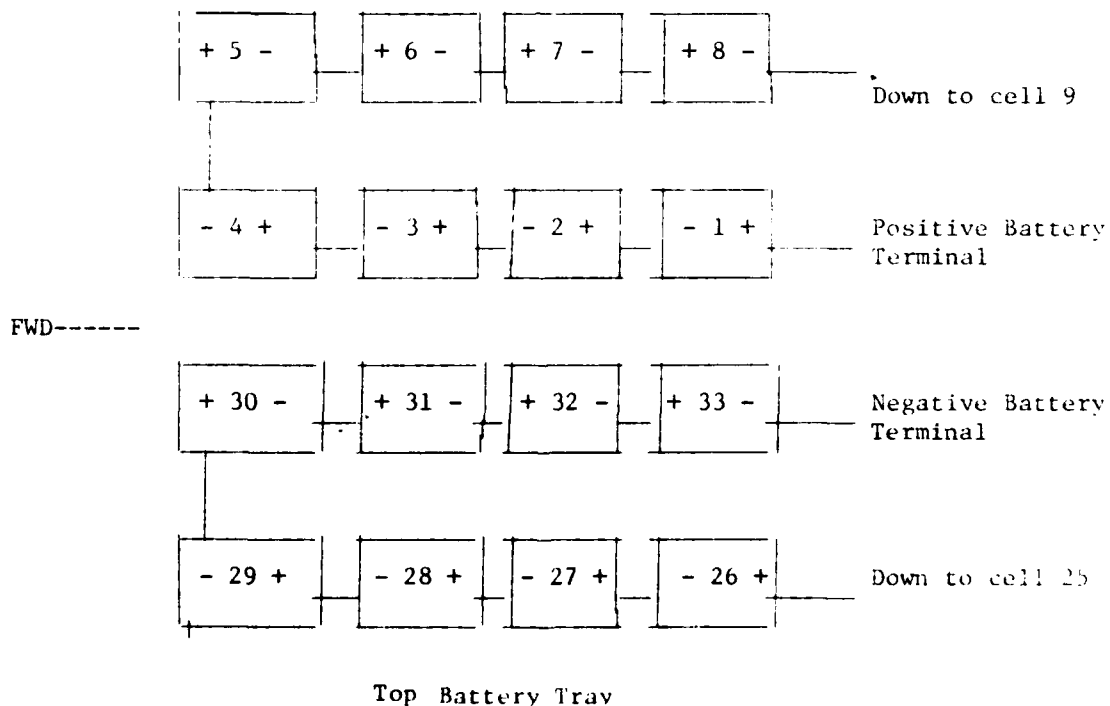 + 5 - + 6 - + 7 - + 8 -
Down to cell 9
- 4 + - 3 + - 2 + - 1 + Positive Battery
Terminal
FWD------
+ 30 - + 31 - + 32 - + 33 - Negative Battery
Terminal
- 29 + - 28 + - 27 + - 26 + Down to cell 25
Top Battery Tray